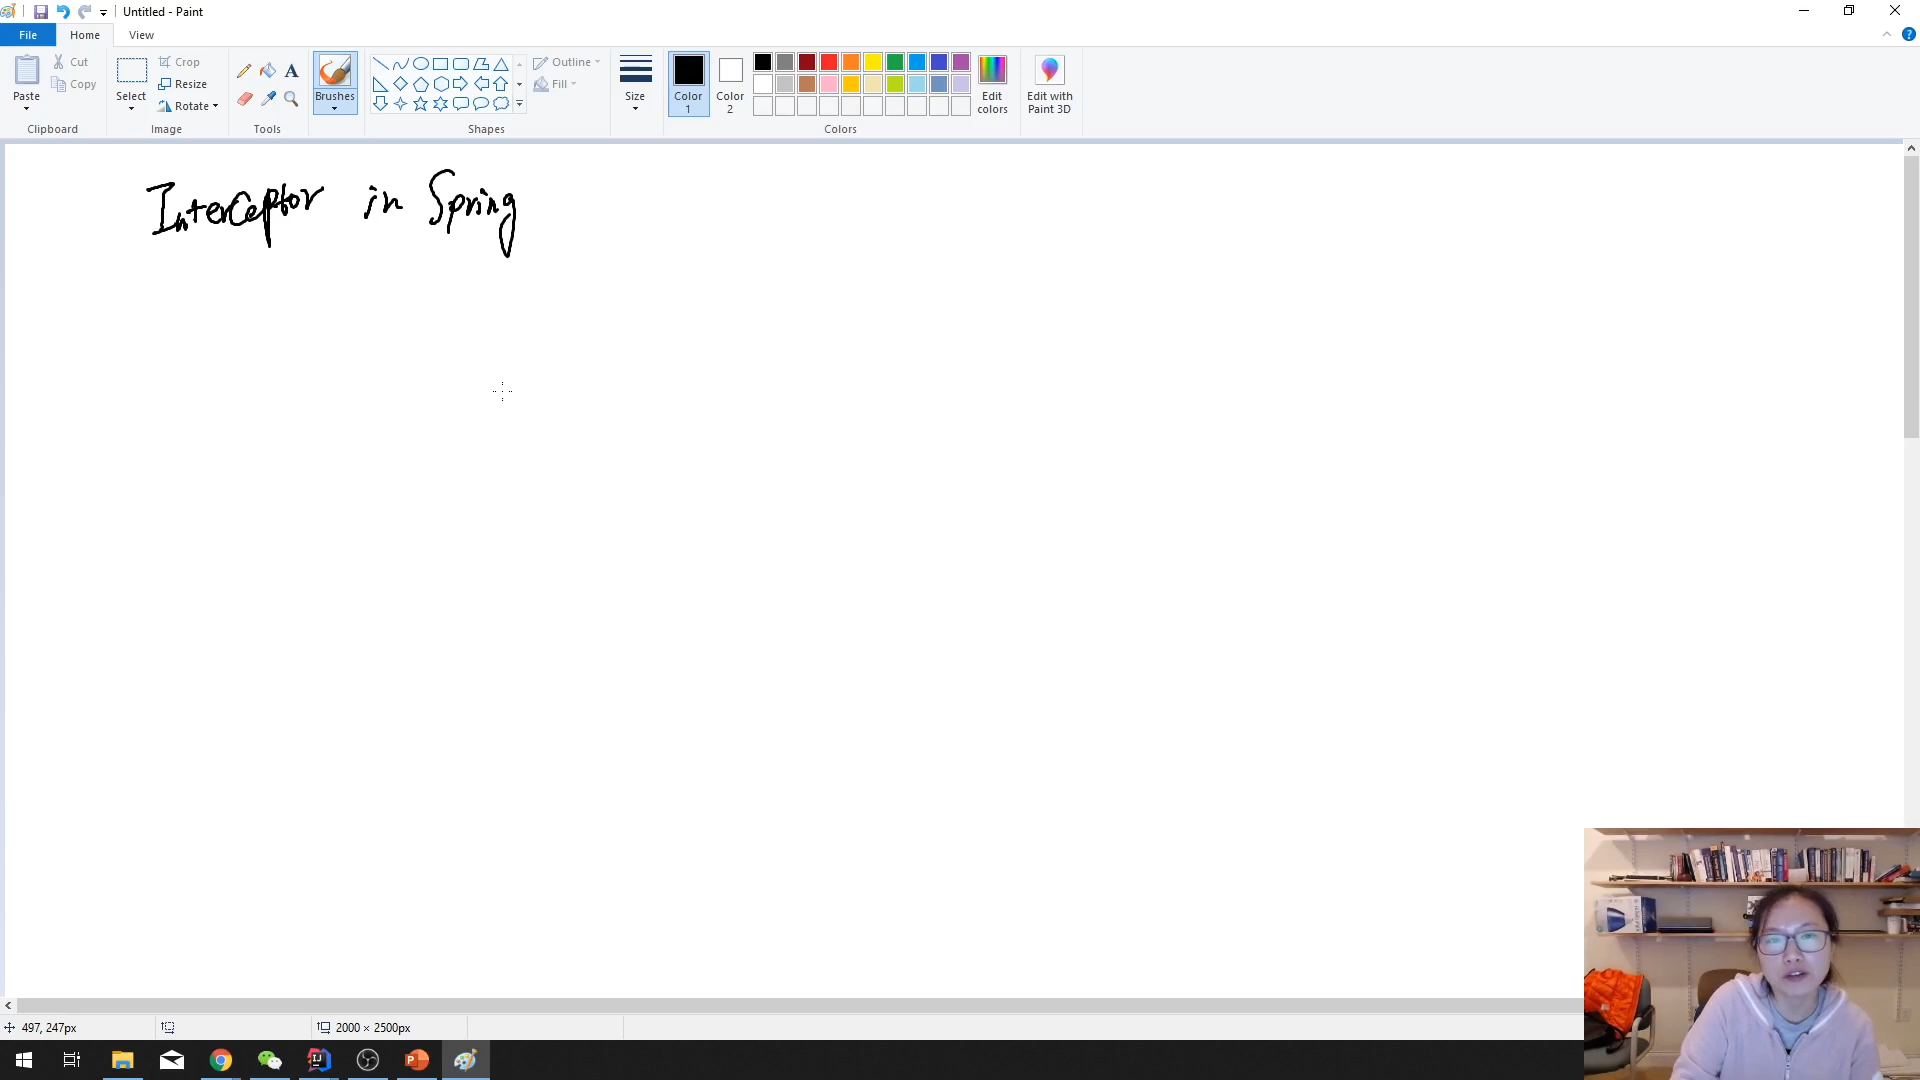 Untitled - Paint
File Home View
Paste
Cut
Copy
Clipboard
Select
Crop
Resize
Rotate
Image
Tools
Brushes
Shapes
Outline
Fill
Size
Color 1
Color 2
Colors
Edit colors
Edit with Paint 3D
Interceptor in Spring
497, 247px
2000 × 2500px